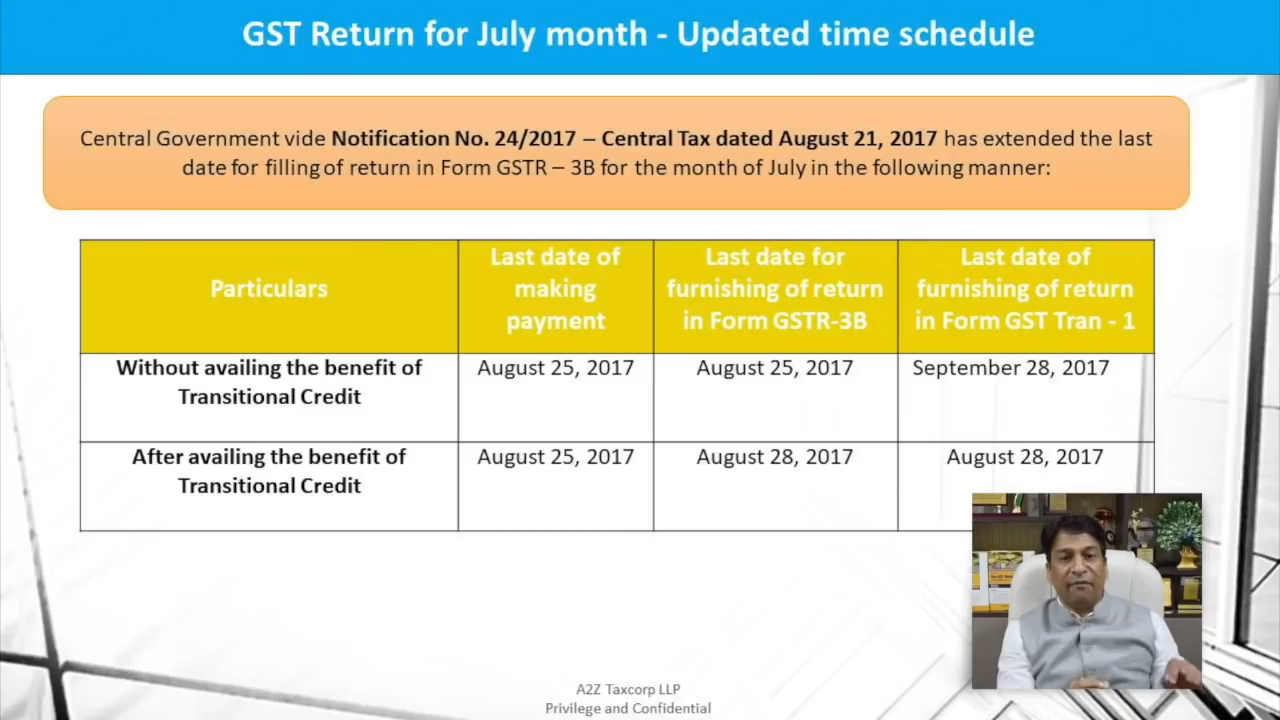 GST Return for July month - Updated time schedule
Central Government vide Notification No. 24/2017 – Central Tax dated August 21, 2017 has extended the last
date for filling of return in Form GSTR – 3B for the month of July in the following manner:
Particulars
Last date of
making
payment
Last date for
furnishing of return
in Form GSTR-3B
Last date of
furnishing of return
in Form GST Tran - 1
Without availing the benefit of
Transitional Credit
August 25, 2017
August 25, 2017
September 28, 2017
After availing the benefit of
Transitional Credit
August 25, 2017
August 28, 2017
August 28, 2017
A2Z Taxcorp LLP
Privilege and Confidential